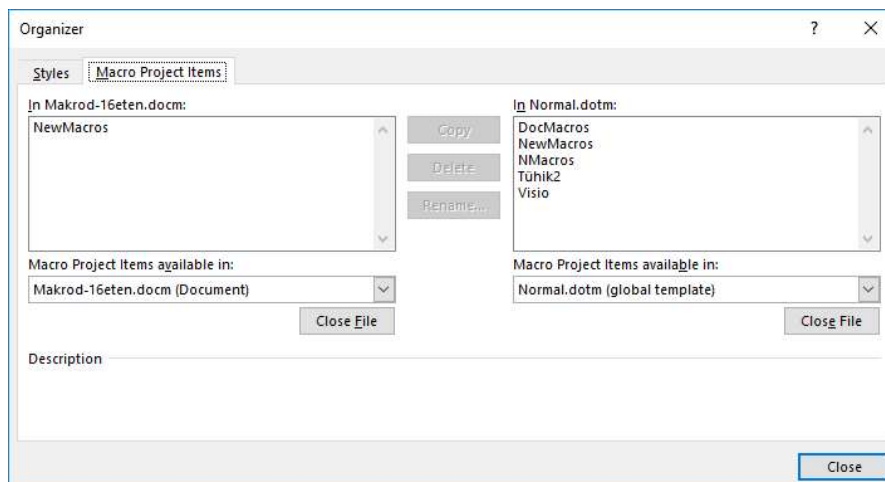 Organizer
Styles
Macro Project Items
In Makrod-16eten.docm:
NewMacros
Copy
Delete
Rename...
In Normal.dotm:
DocMacros
NewMacros
NMacros
Tühik2
Visio
Macro Project Items available in:
Makrod-16eten.docm (Document)
Close File
Macro Project Items available in:
Normal.dotm (global template)
Close File
Description
Close